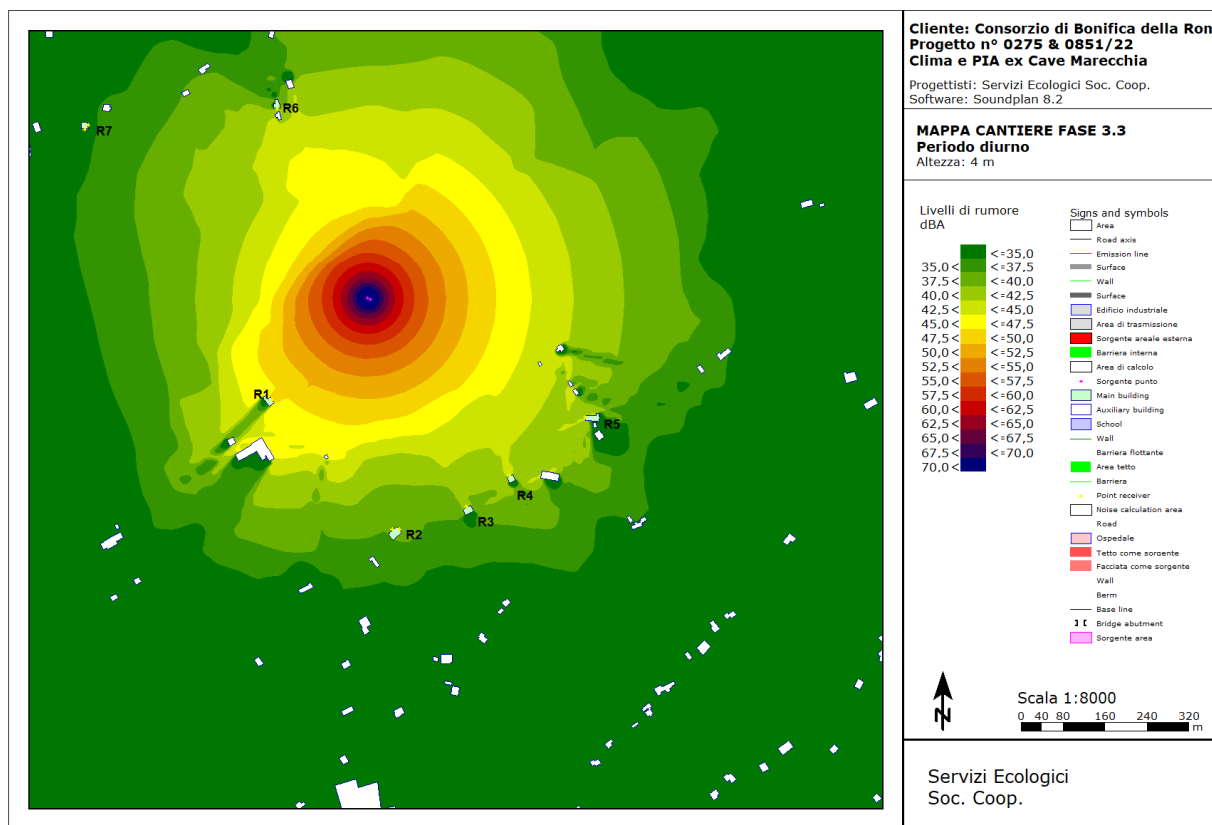 Cliente: Consorzio di Bonifica della Rom
Progetto n° 0275 & 0851/22
Clima e PIA ex Cave Marecchia
Progettisti: Servizi Ecologici Soc. Coop.
Software: Soundplan 8.2
MAPPA CANTIERE FASE 3.3
Periodo diurno
Altezza: 4 m
Livelli di rumore
dBA
<=35,0
35,0< <=37,5
37,5< <=40,0
40,0< <=42,5
42,5< <=45,0
45,0< <=47,5
47,5< <=50,0
50,0< <=52,5
52,5< <=55,0
55,0< <=57,5
57,5< <=60,0
60,0< <=62,5
62,5< <=65,0
65,0< <=67,5
67,5< <=70,0
70,0<
Signs and symbols
Area
Road axis
Emission line
Surface
Wall
Surface
Edificio industriale
Area di trasmissione
Sorgente areale esterna
Barriera interna
Area di calcolo
Sorgente punto
Main building
Auxiliary building
School
Wall
Barriera flottante
Area tetto
Barriera
Point receiver
Noise calculation area
Road
Ospedale
Tetto come sorgente
Facciata come sorgente
Wall
Berm
Base line
Bridge abutment
Sorgente area
R6
R7
R1
R5
R4
R3
R2
N
Scala 1:8000
0 40 80 160 240 320
m
Servizi Ecologici
Soc. Coop.